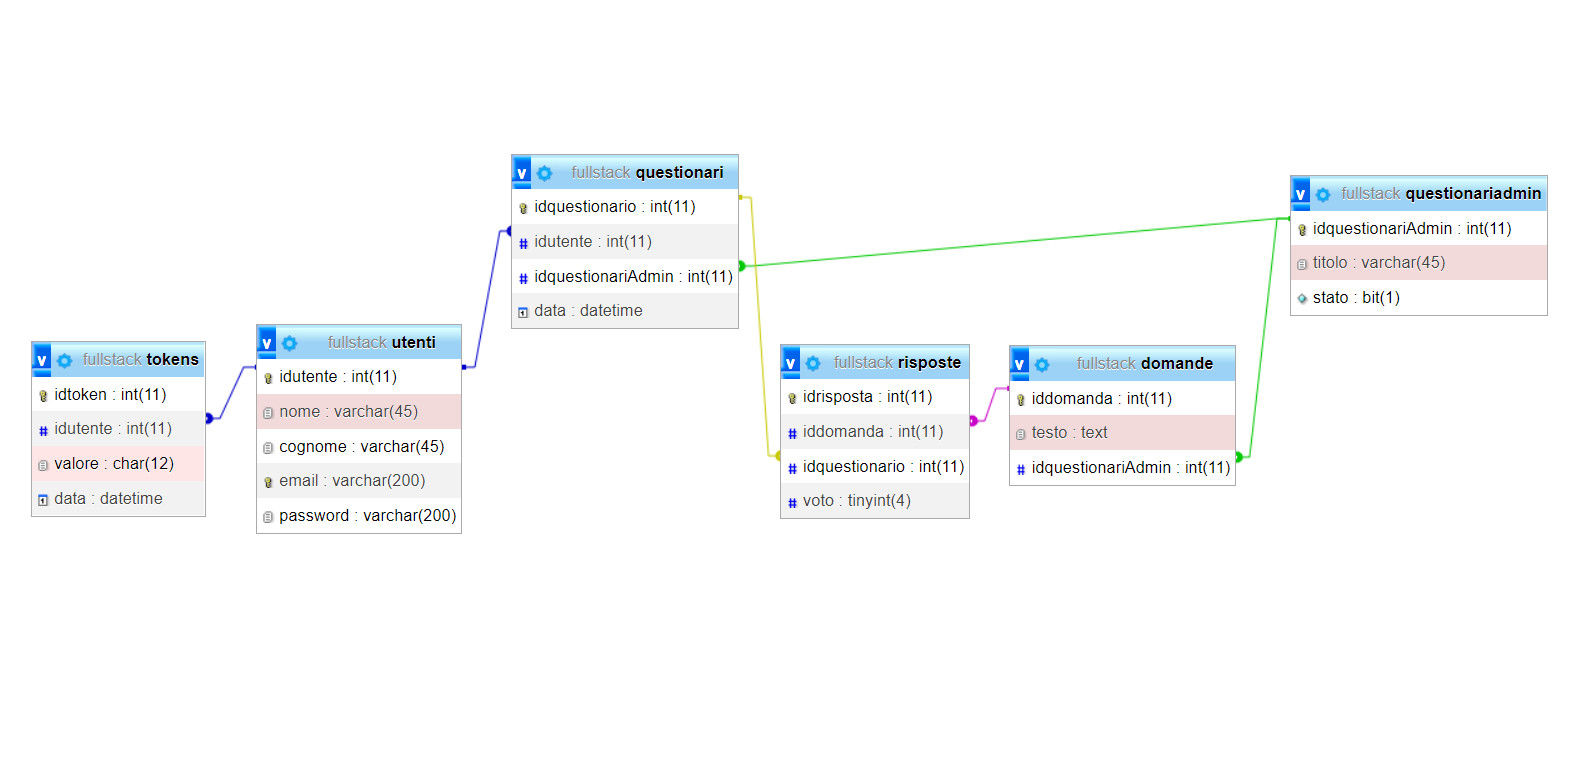 fullstack tokens
idtoken : int(11)
idutente : int(11)
valore : char(12)
data : datetime
fullstack utenti
idutente : int(11)
nome : varchar(45)
cognome : varchar(45)
email : varchar(200)
password : varchar(200)
fullstack questionari
idquestionario : int(11)
idutente : int(11)
idquestionariAdmin : int(11)
data : datetime
fullstack risposte
idrisposta : int(11)
iddomanda : int(11)
idquestionario : int(11)
voto : tinyint(4)
fullstack domande
iddomanda : int(11)
testo : text
idquestionariAdmin : int(11)
fullstack questionariadmin
idquestionariAdmin : int(11)
titolo : varchar(45)
stato : bit(1)